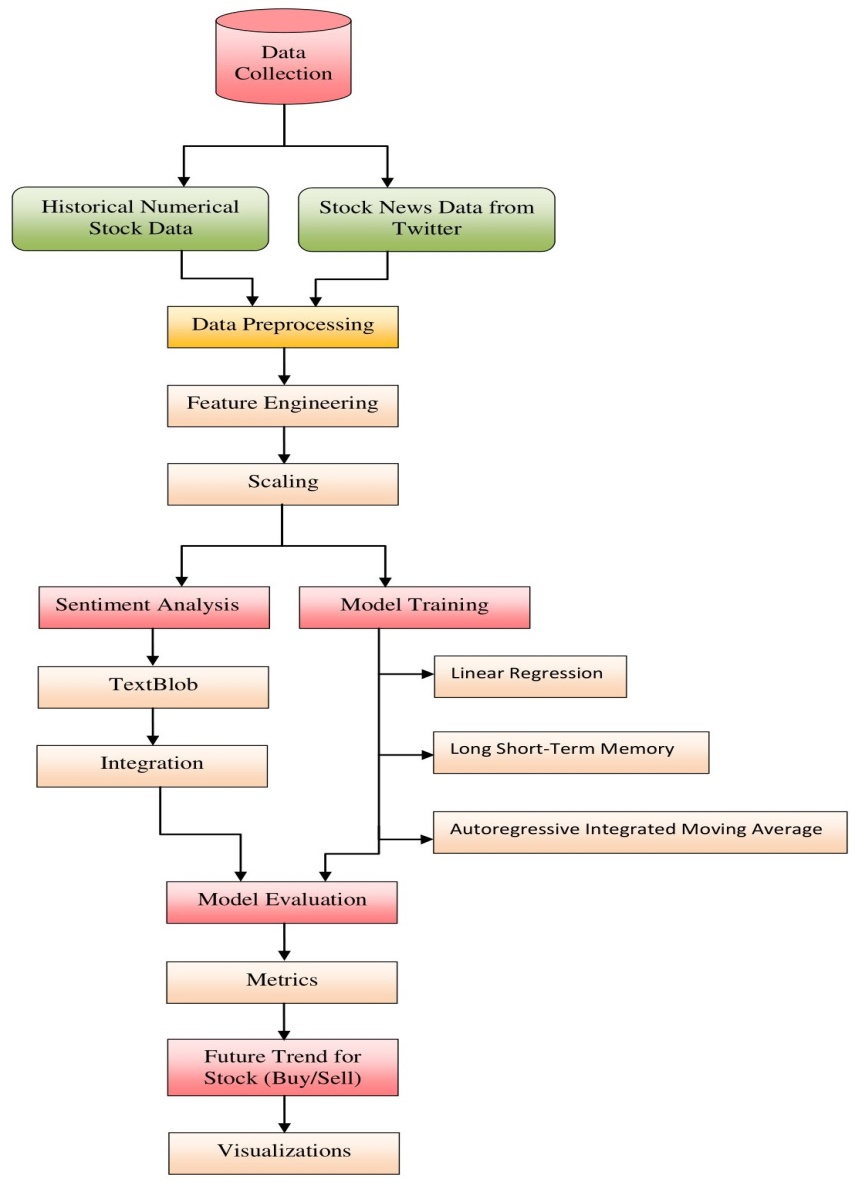 Data
Collection
Historical Numerical
Stock Data
Stock News Data from
Twitter
Data Preprocessing
Feature Engineering
Scaling
Sentiment Analysis
Model Training
TextBlob
Integration
Linear Regression
Long Short-Term Memory
Autoregressive Integrated Moving Average
Model Evaluation
Metrics
Future Trend for
Stock (Buy/Sell)
Visualizations